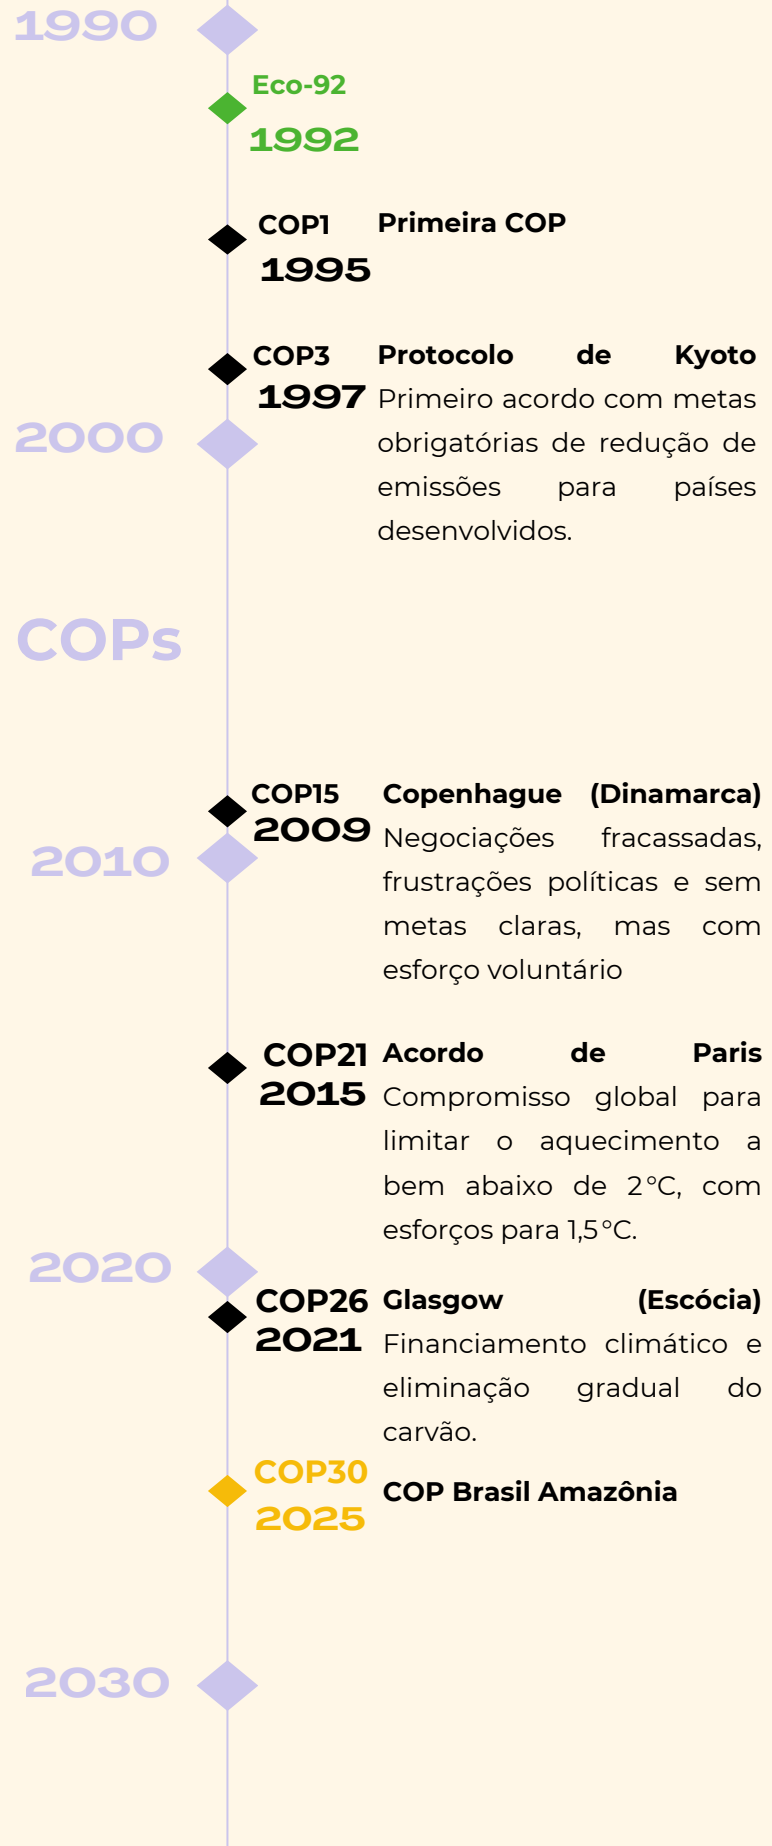 1990
Eco-92
1992
COP1
Primeira COP
1995
COP3
Protocolo de Kyoto
1997
Primeiro acordo com metas
obrigatórias de redução de
emissões para países
desenvolvidos.
2000
COPs
COP15
Copenhague (Dinamarca)
2009
Negociações fracassadas,
frustrações políticas e sem
metas claras, mas com
esforço voluntário
2010
COP21
Acordo de Paris
2015
Compromisso global para
limitar o aquecimento a
bem abaixo de 2 °C, com
esforços para 1,5 °C.
2020
COP26
Glasgow (Escócia)
2021
Financiamento climático e
eliminação gradual do
carvão.
COP30
COP Brasil Amazônia
2025
2030